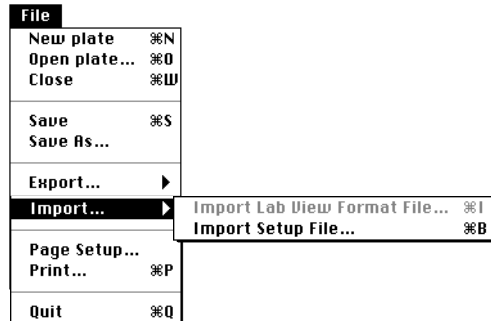 File
New plate ⌘N
Open plate... ⌘O
Close ⌘W
Save ⌘S
Save As...
Export...
Import...
Import Lab View Format File... ⌘I
Import Setup File... ⌘B
Page Setup...
Print... ⌘P
Quit ⌘Q